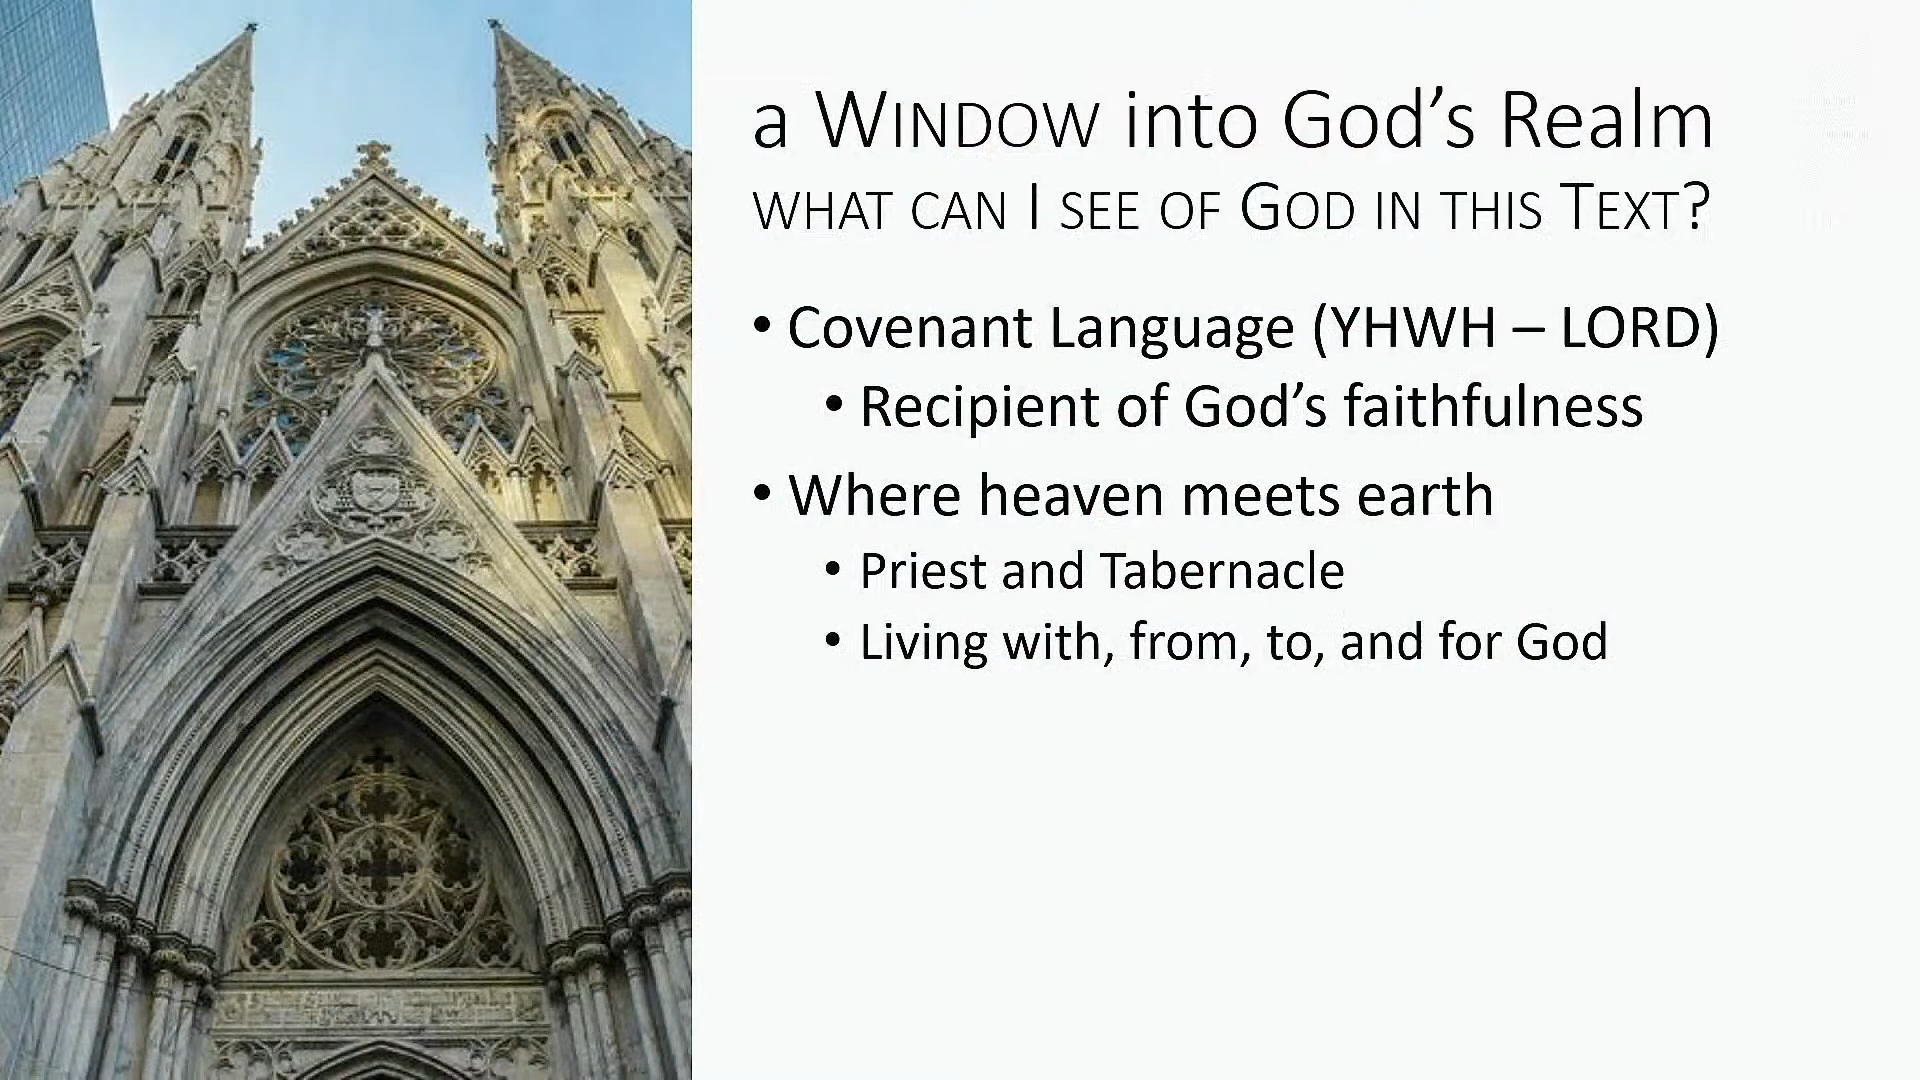 a WINDOW into God’s Realm
WHAT CAN I SEE OF GOD IN THIS TEXT?
• Covenant Language (YHWH – LORD)
• Recipient of God’s faithfulness
• Where heaven meets earth
• Priest and Tabernacle
• Living with, from, to, and for God